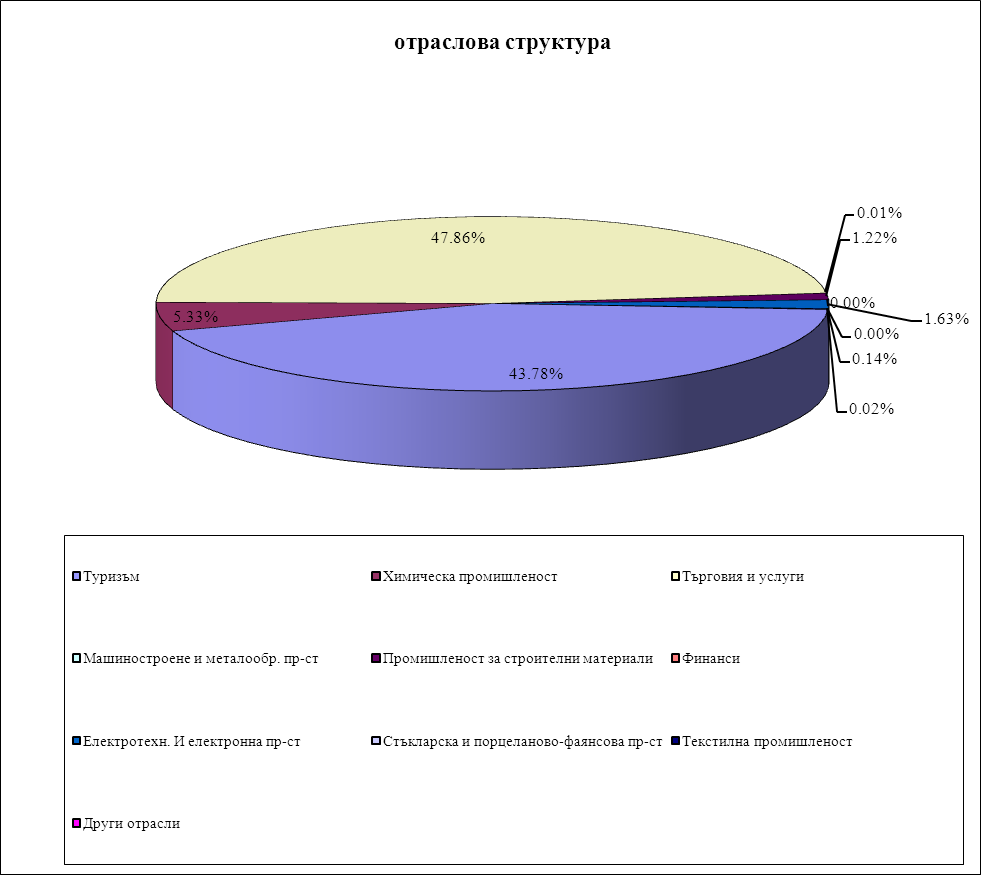 отраслова структура
0.01%
47.86%
1.22%
0.00%
5.33%
1.63%
0.00%
0.14%
43.78%
0.02%
Туризъм
Химическа промишленост
Търговия и услуги
Машиностроене и металообр. пр-ст
Промишленост за строителни материали
Финанси
Електротехн. И електронна пр-ст
Стъкларска и порцеланово-фаянсова пр-ст
Текстилна промишленост
Други отрасли